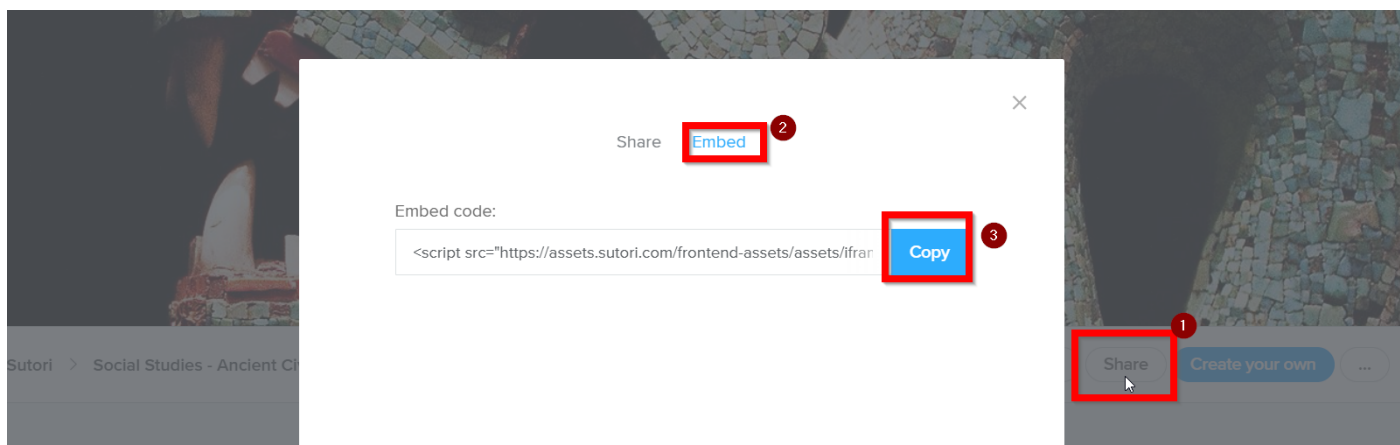 Share Embed 2
Embed code:
<script src="https://assets.sutori.com/frontend-assets/assets/ifran
Copy 3
1
Sutori > Social Studies - Ancient Ci
Share Create your own ...